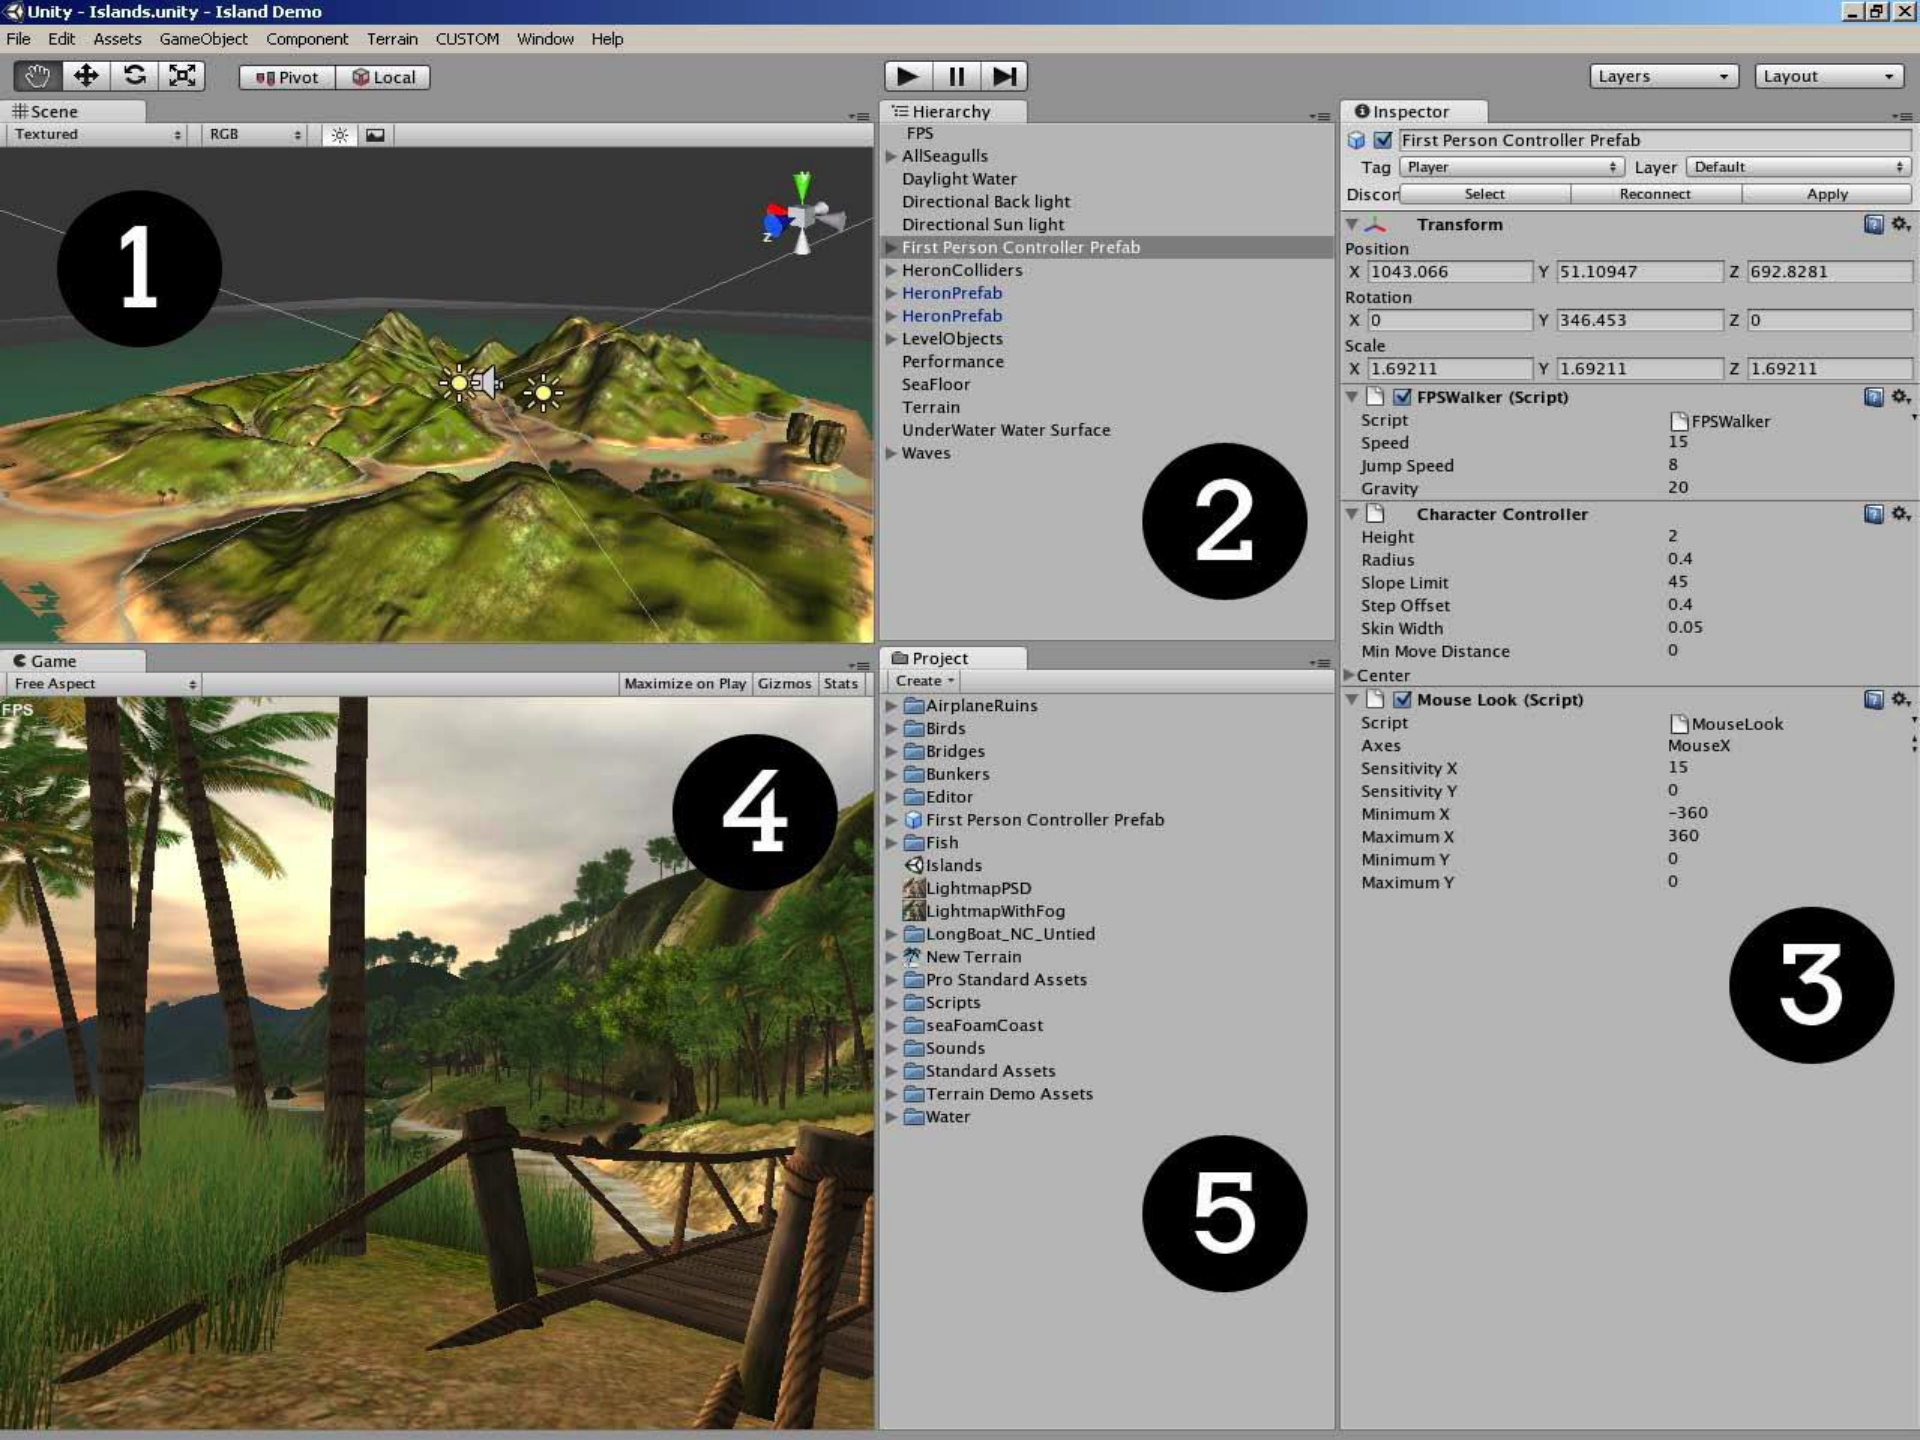 Unity - Islands.unity - Island Demo
File Edit Assets GameObject Component Terrain CUSTOM Window Help
Pivot Local
Layers Layout
Scene
Textured RGB
1
Y
Z
Hierarchy
FPS
AllSeagulls
Daylight Water
Directional Back light
Directional Sun light
First Person Controller Prefab
HeronColliders
HeronPrefab
HeronPrefab
LevelObjects
Performance
SeaFloor
Terrain
UnderWater Water Surface
Waves
2
Inspector
First Person Controller Prefab
Tag Player Layer Default
Discor Select Reconnect Apply
Transform
Position
X 1043.066 Y 51.10947 Z 692.8281
Rotation
X 0 Y 346.453 Z 0
Scale
X 1.69211 Y 1.69211 Z 1.69211
FPSWalker (Script)
Script FPSWalker
Speed 15
Jump Speed 8
Gravity 20
Character Controller
Height 2
Radius 0.4
Slope Limit 45
Step Offset 0.4
Skin Width 0.05
Min Move Distance 0
Center
Mouse Look (Script)
Script MouseLook
Axes MouseX
Sensitivity X 15
Sensitivity Y 0
Minimum X -360
Maximum X 360
Minimum Y 0
Maximum Y 0
3
Game
Free Aspect Maximize on Play Gizmos Stats
FPS
4
Project
Create
AirplaneRuins
Birds
Bridges
Bunkers
Editor
First Person Controller Prefab
Fish
Islands
LightmapPSD
LightmapWithFog
LongBoat_NC_Untied
New Terrain
Pro Standard Assets
Scripts
seaFoamCoast
Sounds
Standard Assets
Terrain Demo Assets
Water
5